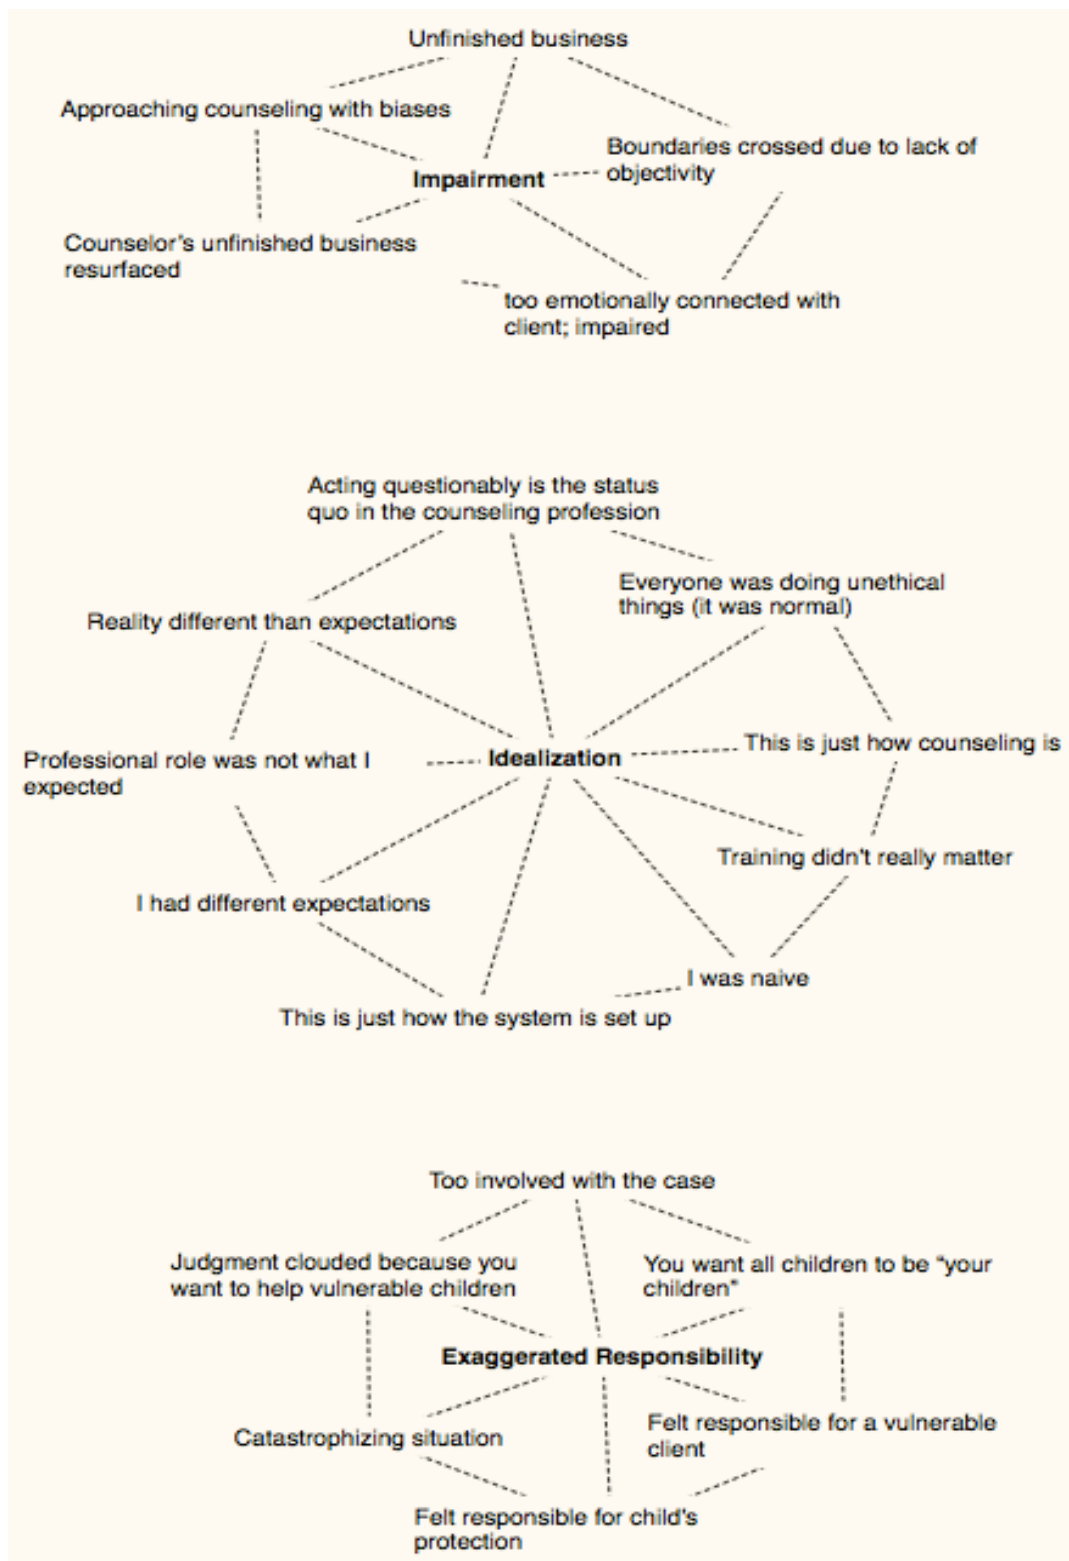 Unfinished business
Approaching counseling with biases
Boundaries crossed due to lack of
objectivity
Impairment
Counselor's unfinished business
resurfaced
too emotionally connected with
client; impaired
Acting questionably is the status
quo in the counseling profession
Everyone was doing unethical
things (it was normal)
Reality different than expectations
This is just how counseling is
Idealization
Professional role was not what I
expected
Training didn't really matter
I had different expectations
I was naive
This is just how the system is set up
Too involved with the case
Judgment clouded because you
want to help vulnerable children
You want all children to be "your
children"
Exaggerated Responsibility
Catastrophizing situation
Felt responsible for a vulnerable
client
Felt responsible for child's
protection